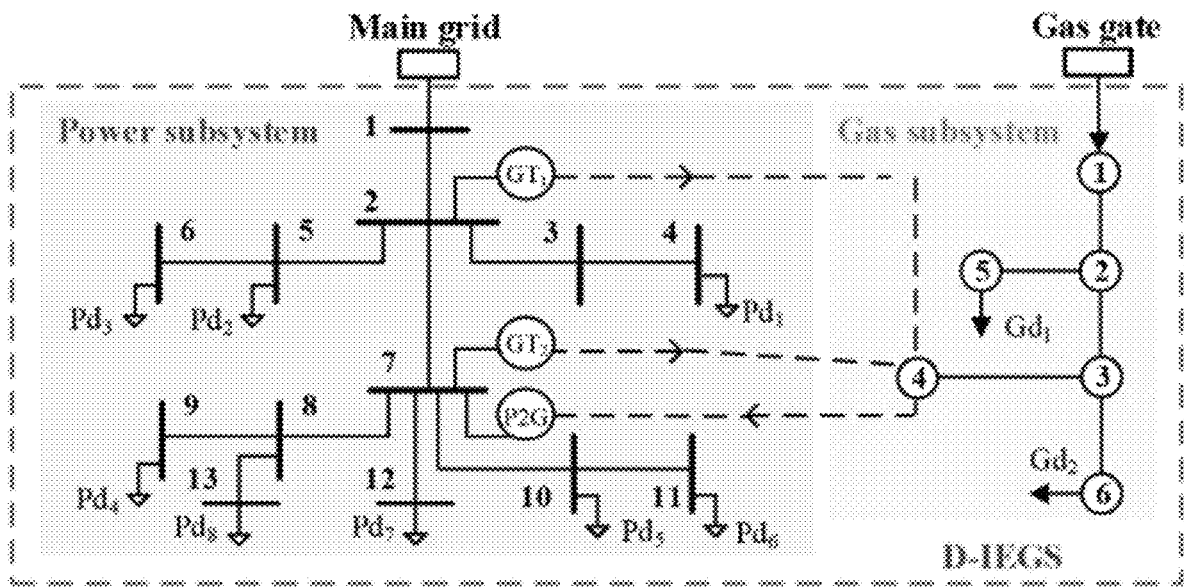 Main grid
Gas gate
Power subsystem
Gas subsystem
1
GT₁
1
2
6
5
3
4
5
2
Pd₃
Pd₂
Pd₁
Gd₁
7
GT₂
4
3
9
8
P2G
Gd₂
6
Pd₄
13
12
10
11
Pd₈
Pd₇
Pd₅
Pd₆
D-IEGS